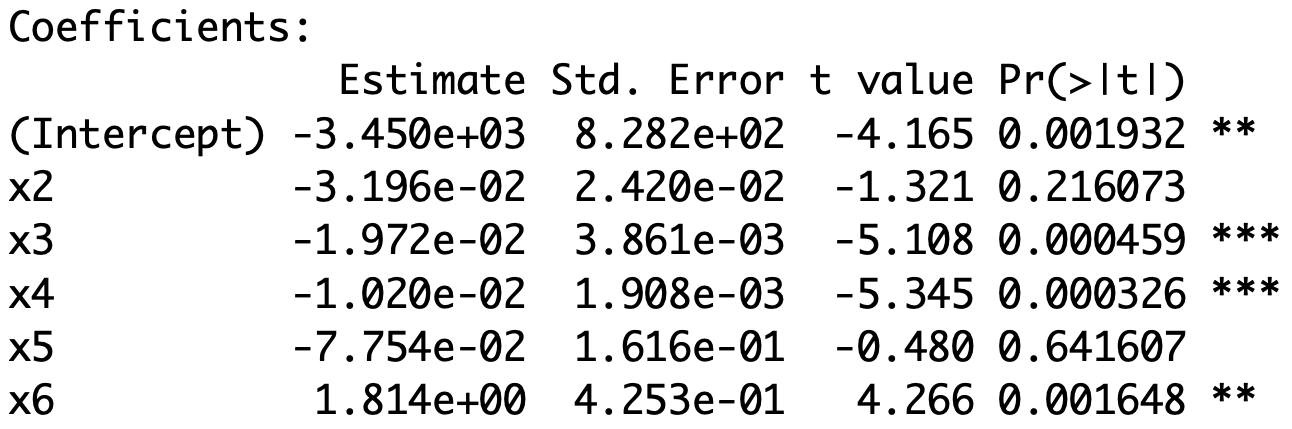 Coefficients:
Estimate Std. Error t value Pr(>|t|)
(Intercept) -3.450e+03 8.282e+02 -4.165 0.001932 **
x2 -3.196e-02 2.420e-02 -1.321 0.216073
x3 -1.972e-02 3.861e-03 -5.108 0.000459 ***
x4 -1.020e-02 1.908e-03 -5.345 0.000326 ***
x5 -7.754e-02 1.616e-01 -0.480 0.641607
x6 1.814e+00 4.253e-01 4.266 0.001648 **